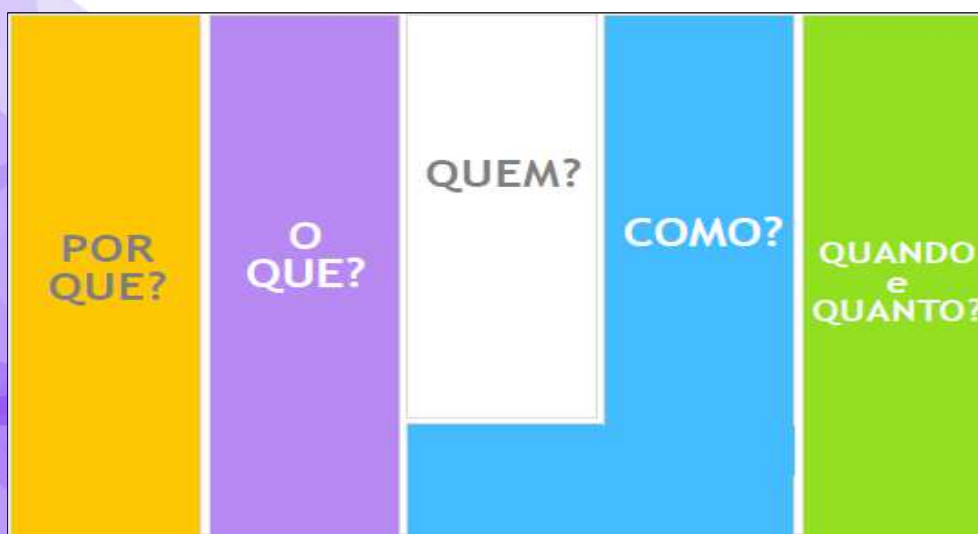 POR
QUE?
O
QUE?
QUEM?
COMO?
QUANDO
e
QUANTO?